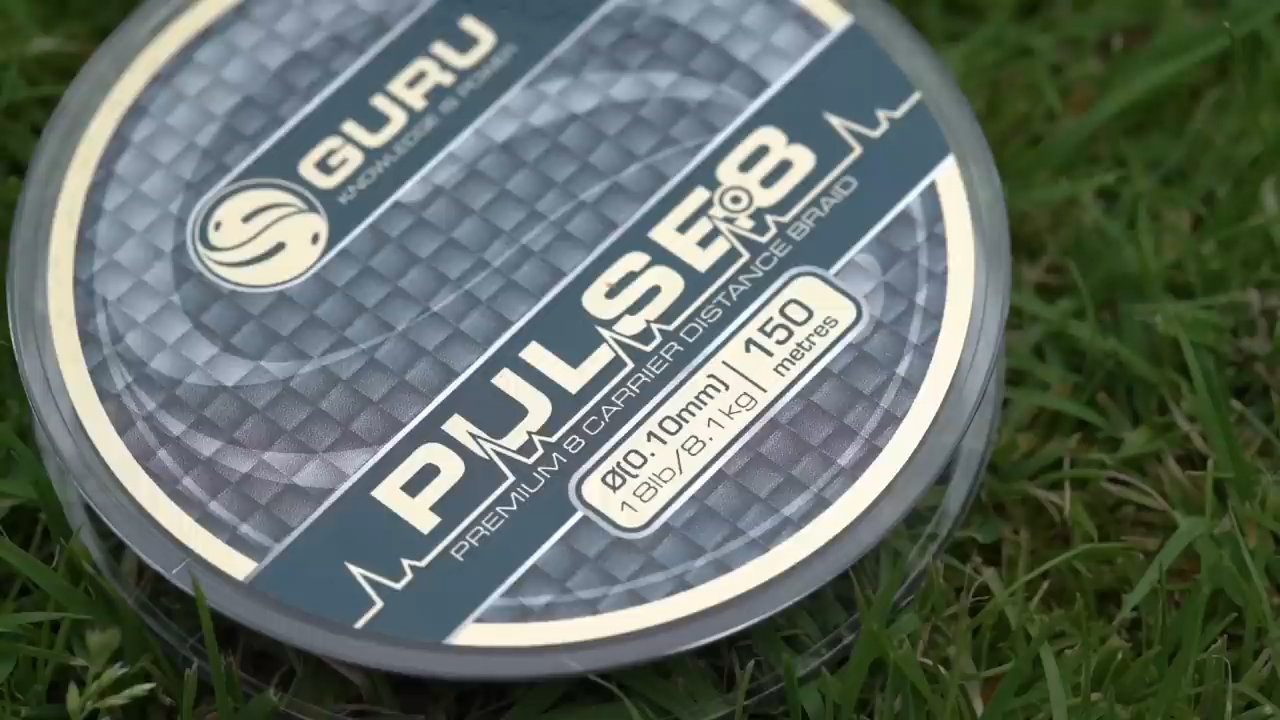 GURU
KNOWLEDGE IS POWER
PULSE-8
PREMIUM 8 CARRIER DISTANCE BRAID
Ø(0.10mm)
18lb/8.1kg
150
metres